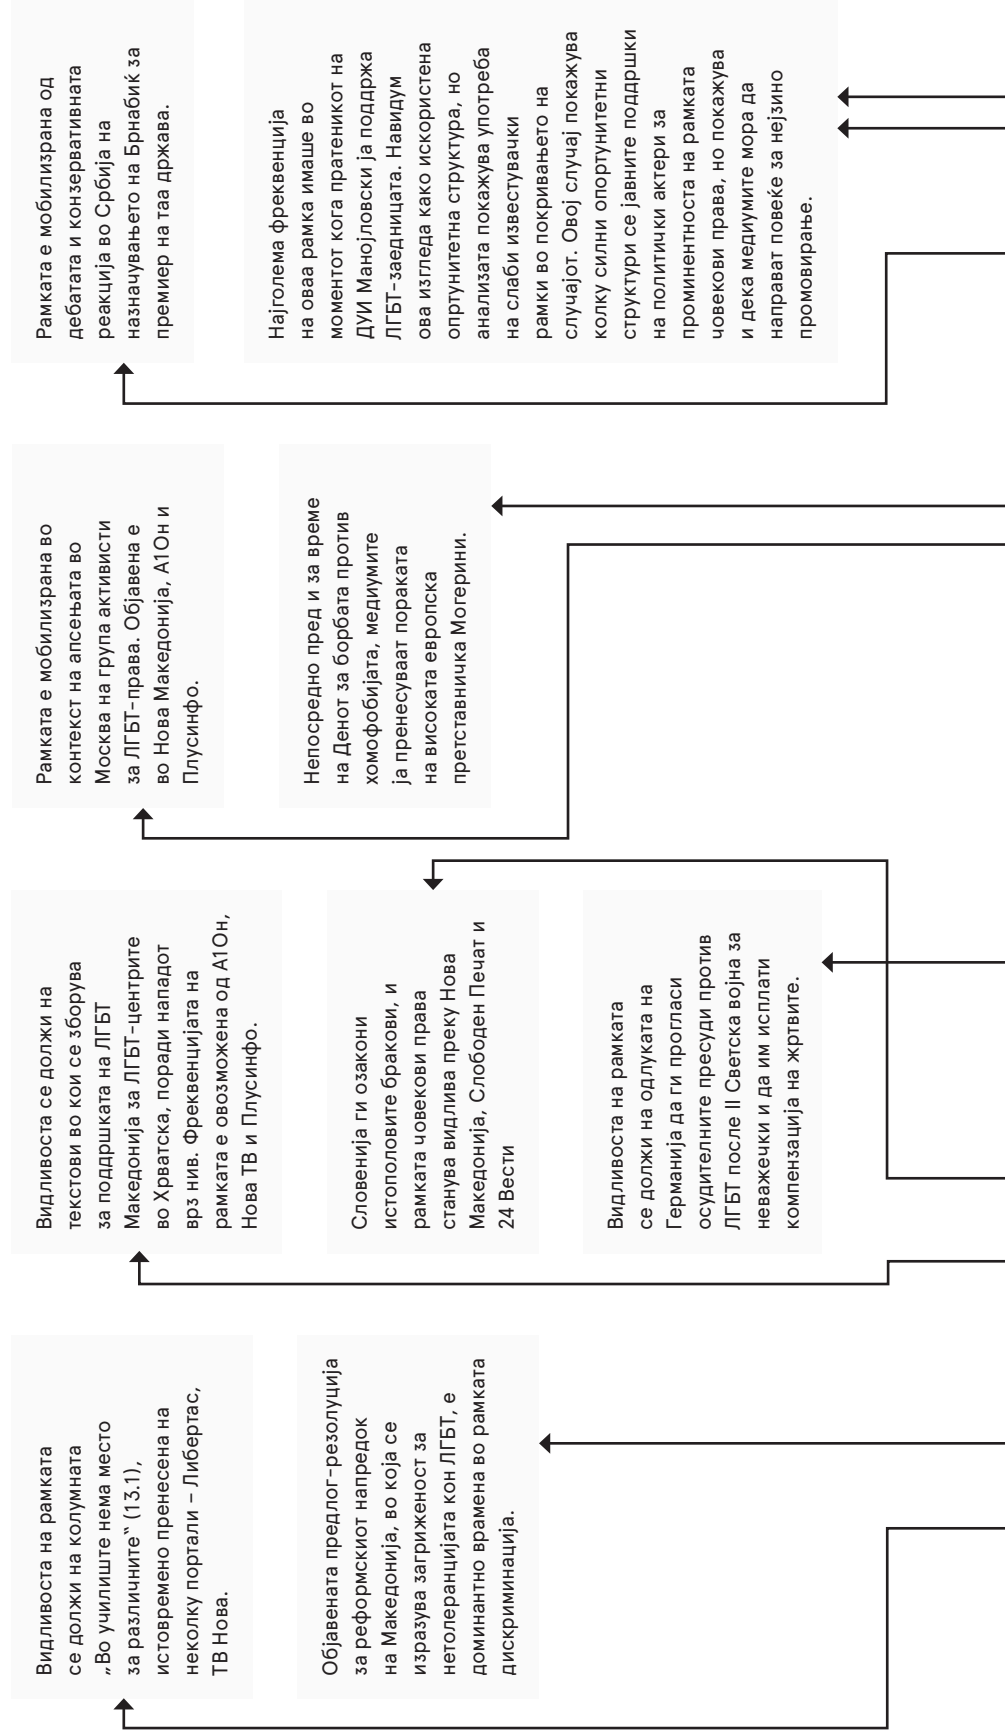 Видливоста на рамката
се должи на колумната
„Во училиште нема место
за различните“ (13.1),
истовремено пренесена на
неколку портали – Либертас,
ТВ Нова.
Објавената предлог-резолуција
за реформскиот напредок
на Македонија, во која се
изразува загриженост за
нетолеранцијата кон ЛГБТ, е
доминантно врамена во рамката
дискриминација.
Видливоста се должи на
текстови во кои се зборува
за поддршката на ЛГБТ
Македонија за ЛГБТ-центрите
во Хрватска, поради нападот
врз нив. Фреквенцијата на
рамката е овозможена од А1Он,
Нова ТВ и Плусинфо.
Словенија ги озакони
истополовите бракови, и
рамката човекови права
станува видлива преку Нова
Македонија, Слободен Печат и
24 Вести
Видливоста на рамката
се должи на одлуката на
Германија да ги прогласи
осудителните пресуди против
ЛГБТ после II Светска војна за
неважечки и да им исплати
компензација на жртвите.
Рамката е мобилизирана во
контекст на апсењата во
Москва на група активисти
за ЛГБТ-права. Објавена е
во Нова Македонија, А1Он и
Плусинфо.
Непосредно пред и за време
на Денот за борбата против
хомофобијата, медиумите
ја пренесуваат пораката
на високата европска
претставничка Могерини.
Рамката е мобилизирана од
дебатата и конзервативната
реакција во Србија на
назначувањето на Брнабиќ за
премиер на таа држава.
Најголема фреквенција
на оваа рамка имаше во
моментот кога пратеникот на
ДУИ Манојловски ја поддржа
ЛГБТ-заедницата. Навидум
ова изгледа како искористена
опртунитетна структура, но
анализата покажува употреба
на слаби известувачки
рамки во покривањето на
случајот. Овој случај покажува
колку силни опортунитетни
структури се јавните поддршки
на политички актери за
проминентноста на рамката
човекови права, но покажува
и дека медиумите мора да
направат повеќе за нејзино
промовирање.